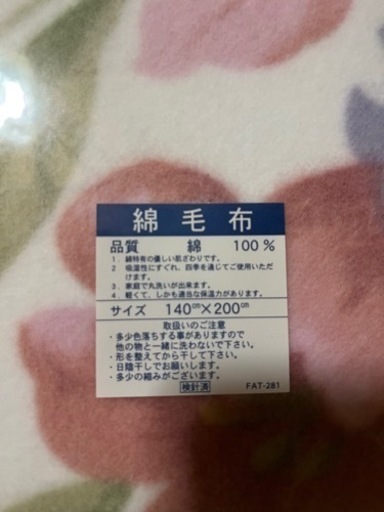 綿毛布
品質 綿 100%
1. 綿特有の優しい肌ざわりです。
2. 吸湿性にすぐれ、四季を通じてご使用いただ
けます。
3. 家庭で丸洗いが出来ます。
4. 軽くて、しかも適当な保温力があります。
サイズ 140cm×200cm
取扱いのご注意
・多少色落ちする事がありますので
他の物と一緒に洗わないで下さい。
・形を整えてから干して下さい。
・日陰干しでお願いします。
・多少の縮みがございます。
検針済 FAT-281